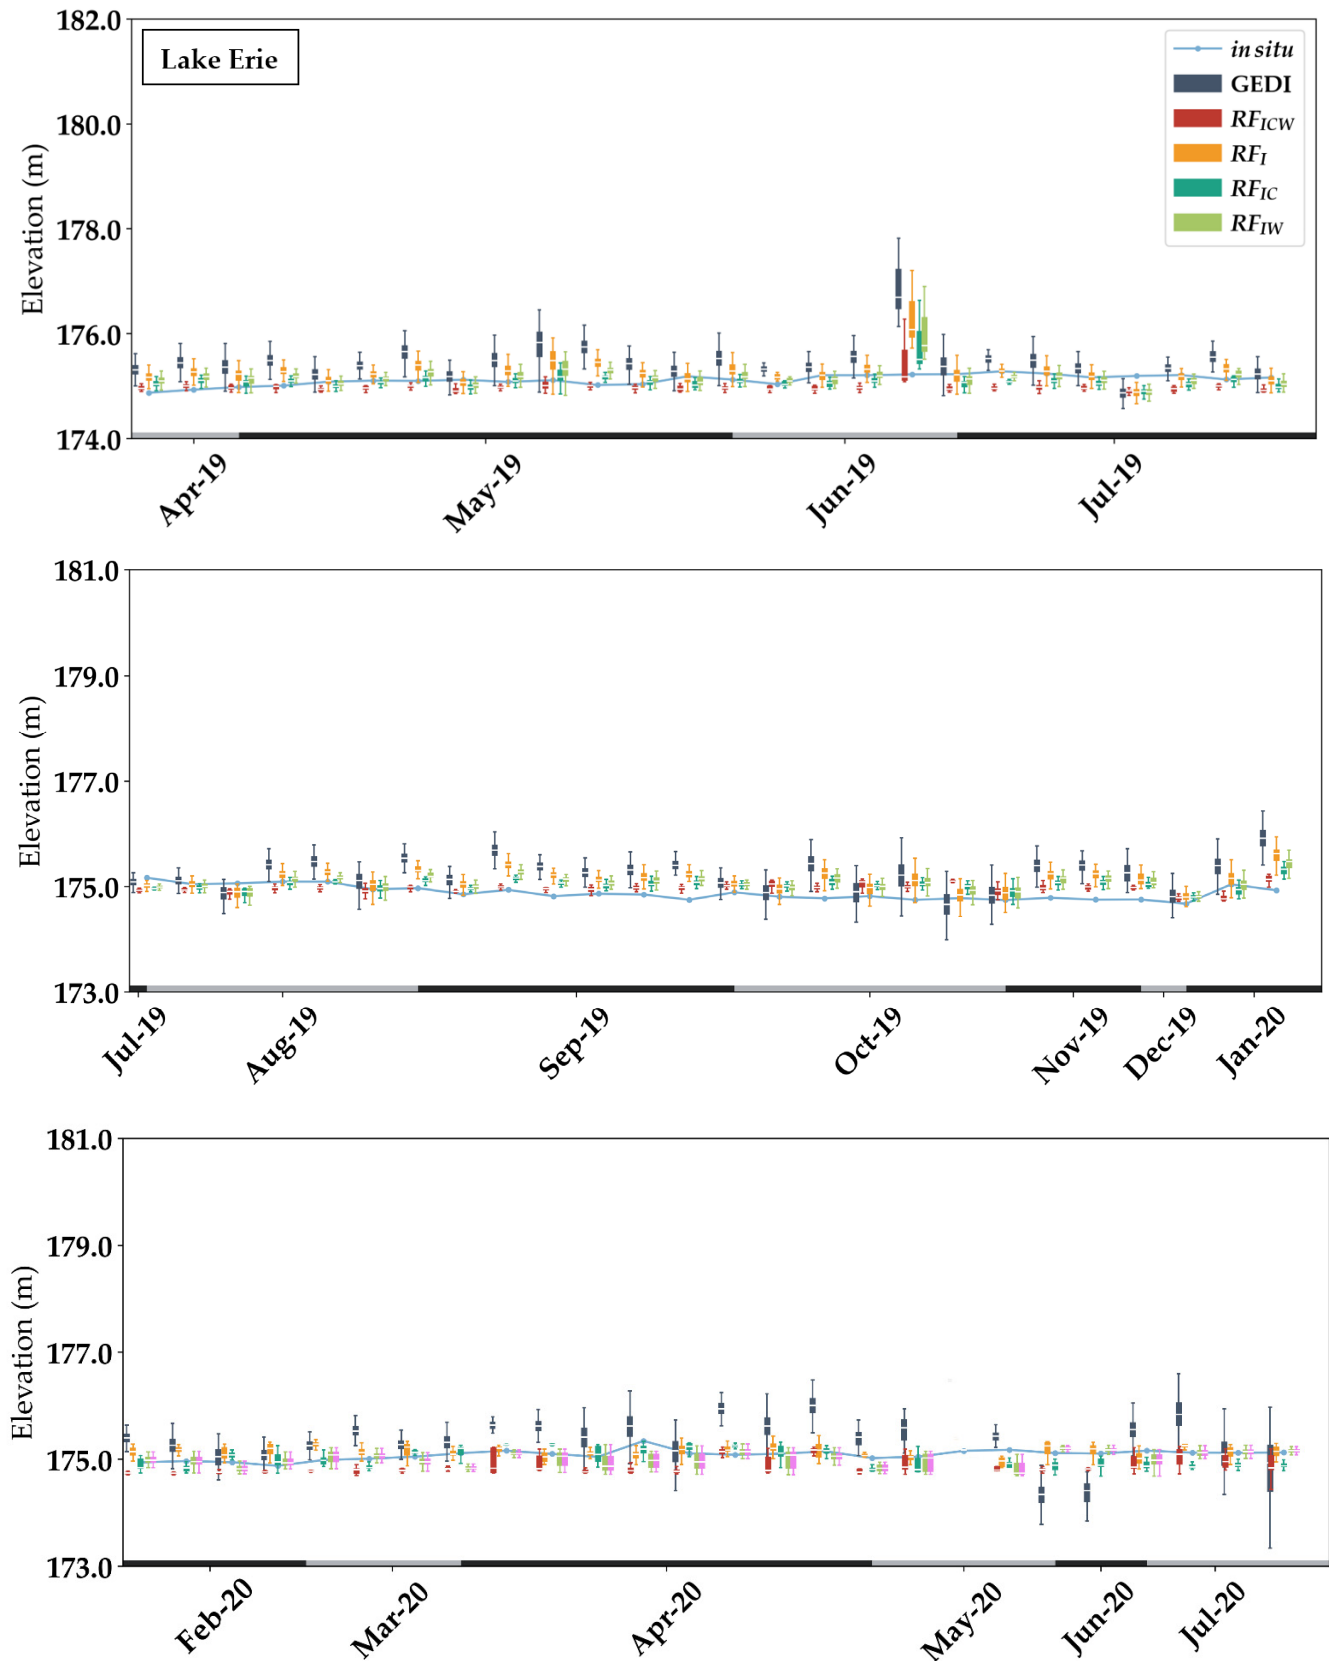 182.0
Lake Erie
in situ
GEDI
RF_ICW
RF_I
RF_IC
RF_IW
180.0
178.0
176.0
174.0
Elevation (m)
Apr-19
May-19
Jun-19
Jul-19
181.0
179.0
177.0
175.0
173.0
Elevation (m)
Jul-19
Aug-19
Sep-19
Oct-19
Nov-19
Dec-19
Jan-20
181.0
179.0
177.0
175.0
173.0
Elevation (m)
Feb-20
Mar-20
Apr-20
May-20
Jun-20
Jul-20